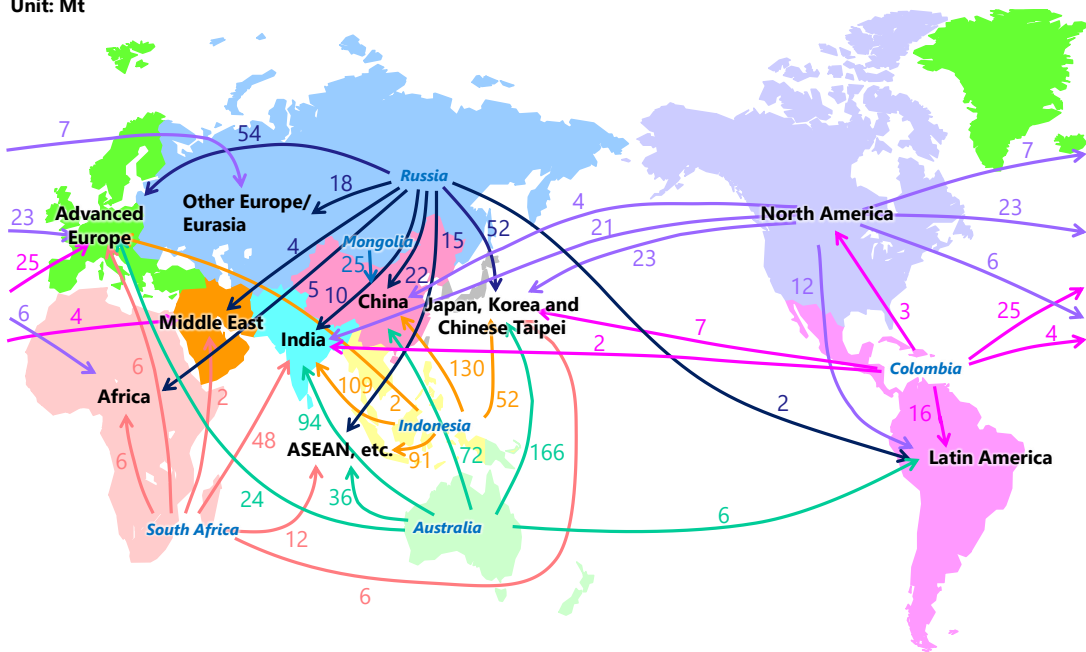 Unit: Mt
7
54
7
Russia
18
Other Europe/
Eurasia
4
North America
Advanced
Europe
23
21
23
52
15
Mongolia
4
25
23
25
22
6
5
10
12
China
Japan, Korea and
Chinese Taipei
6
4
Middle East
3
25
7
India
2
4
6
130
Colombia
Africa
2
109
2
52
2
16
94
Indonesia
48
ASEAN, etc.
91
72
166
Latin America
6
24
36
South Africa
Australia
6
12
6